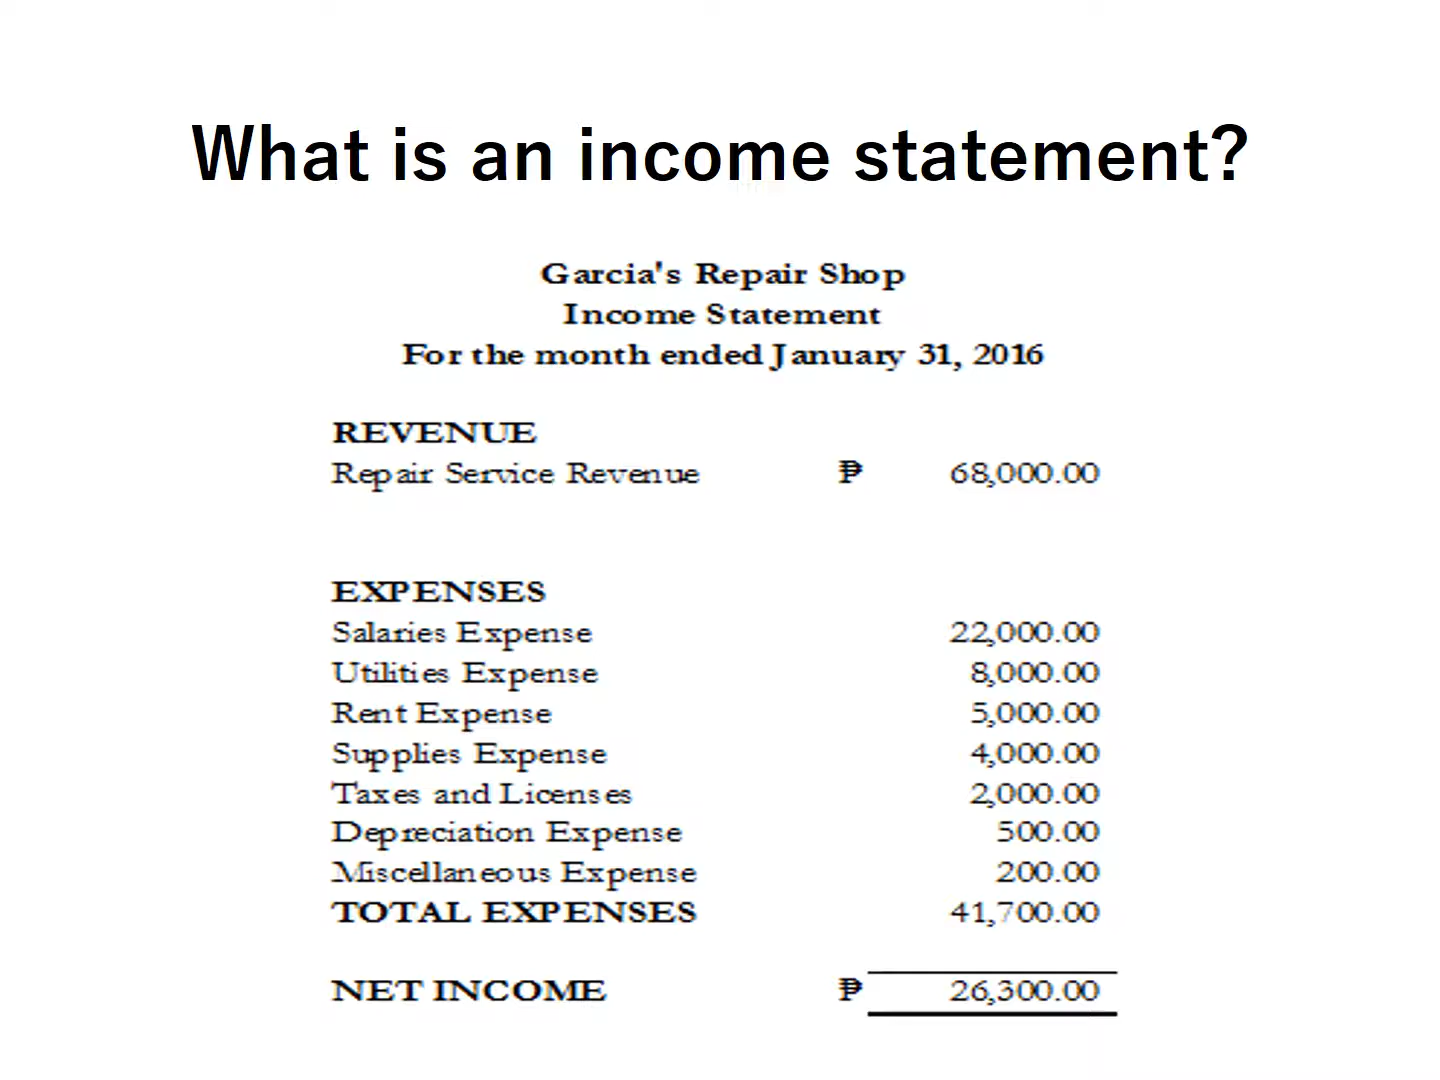 What is an income statement?
Garcia's Repair Shop
Income Statement
For the month ended January 31, 2016
REVENUE
Repair Service Revenue ₱ 68,000.00
EXPENSES
Salaries Expense 22,000.00
Utilities Expense 8,000.00
Rent Expense 5,000.00
Supplies Expense 4,000.00
Taxes and Licenses 2,000.00
Depreciation Expense 500.00
Miscellaneous Expense 200.00
TOTAL EXPENSES 41,700.00
NET INCOME ₱ 26,300.00